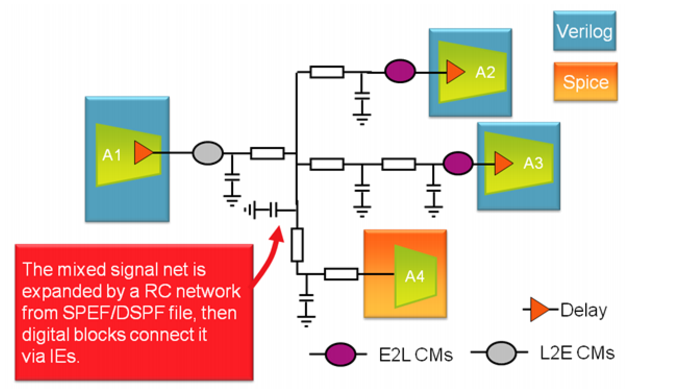 Verilog
A2
Spice
A1
A3
A4
The mixed signal net is
expanded by a RC network
from SPEF/DSPF file, then
digital blocks connect it
via IEs.
Delay
E2L CMs
L2E CMs